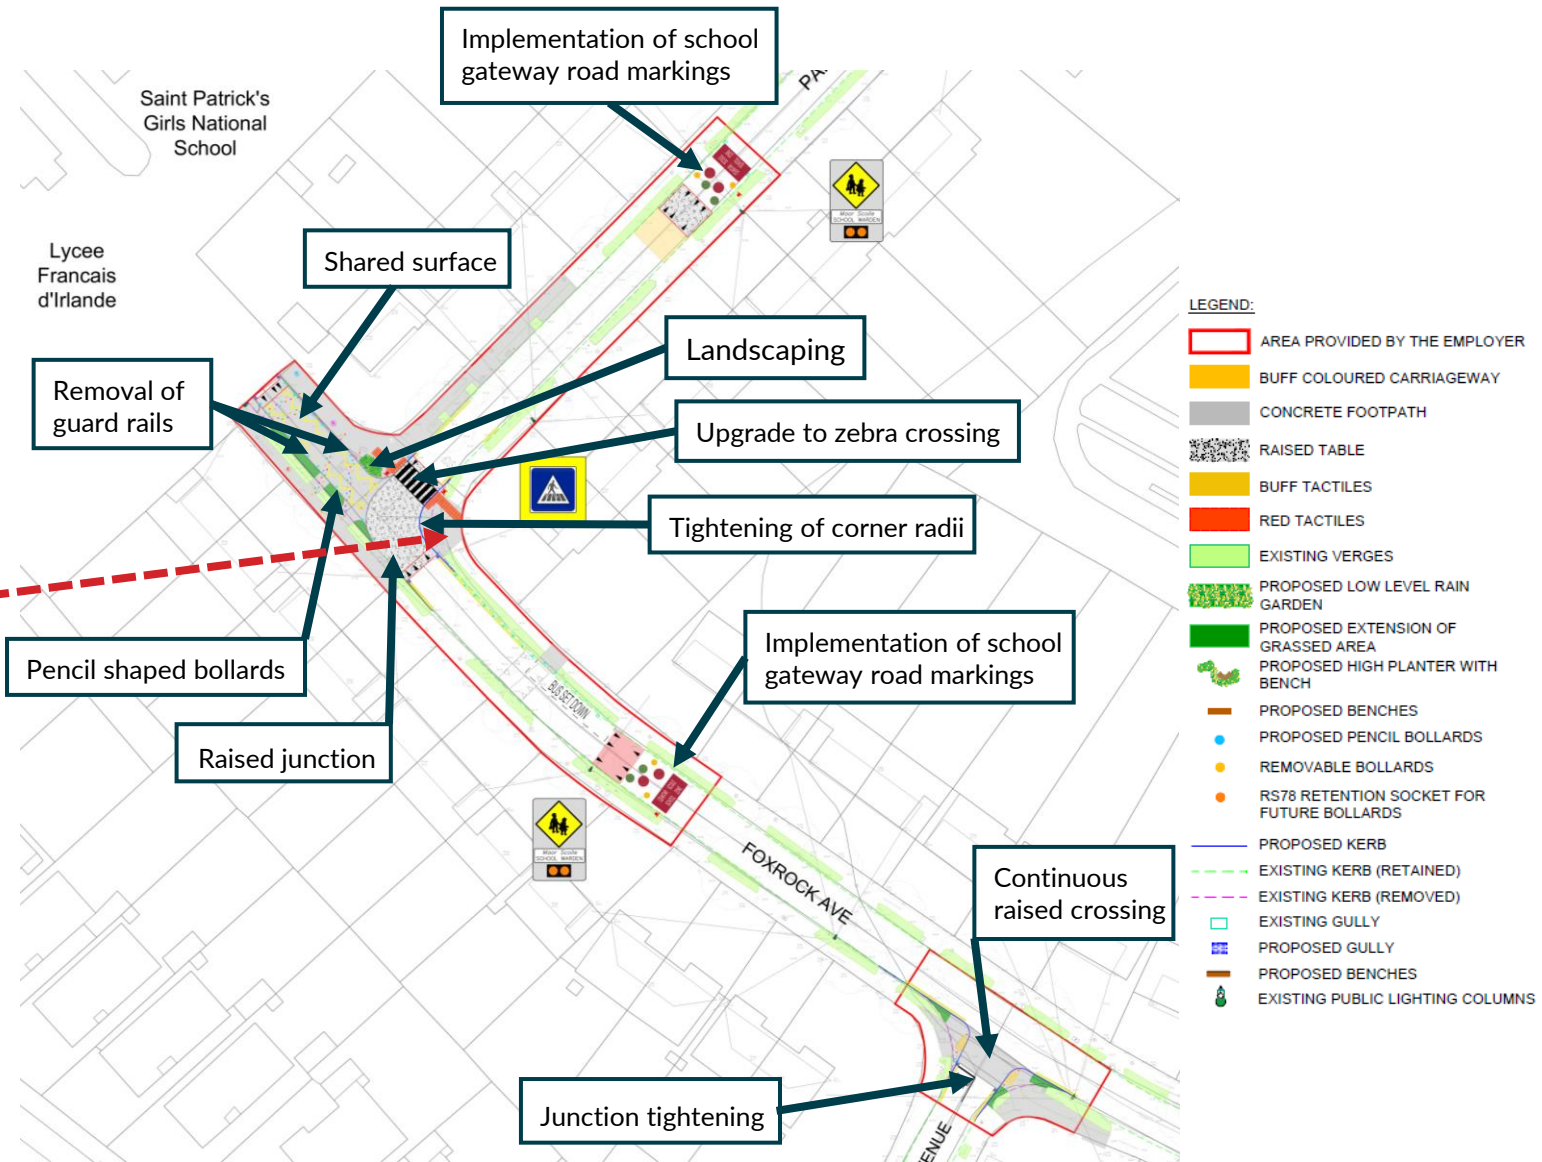 Implementation of school
gateway road markings
Saint Patrick's
Girls National
School
Lycee
Francais
d'Irlande
Shared surface
Removal of
guard rails
Landscaping
Upgrade to zebra crossing
Tightening of corner radii
Pencil shaped bollards
Raised junction
Implementation of school
gateway road markings
BUS SET DOWN
SCHOOL WARDEN
SCHOOL WARDEN
FOXROCK AVE
Continuous
raised crossing
Junction tightening
LEGEND:
AREA PROVIDED BY THE EMPLOYER
BUFF COLOURED CARRIAGEWAY
CONCRETE FOOTPATH
RAISED TABLE
BUFF TACTILES
RED TACTILES
EXISTING VERGES
PROPOSED LOW LEVEL RAIN
GARDEN
PROPOSED EXTENSION OF
GRASSED AREA
PROPOSED HIGH PLANTER WITH
BENCH
PROPOSED BENCHES
PROPOSED PENCIL BOLLARDS
REMOVABLE BOLLARDS
RS78 RETENTION SOCKET FOR
FUTURE BOLLARDS
PROPOSED KERB
EXISTING KERB (RETAINED)
EXISTING KERB (REMOVED)
EXISTING GULLY
PROPOSED GULLY
PROPOSED BENCHES
EXISTING PUBLIC LIGHTING COLUMNS